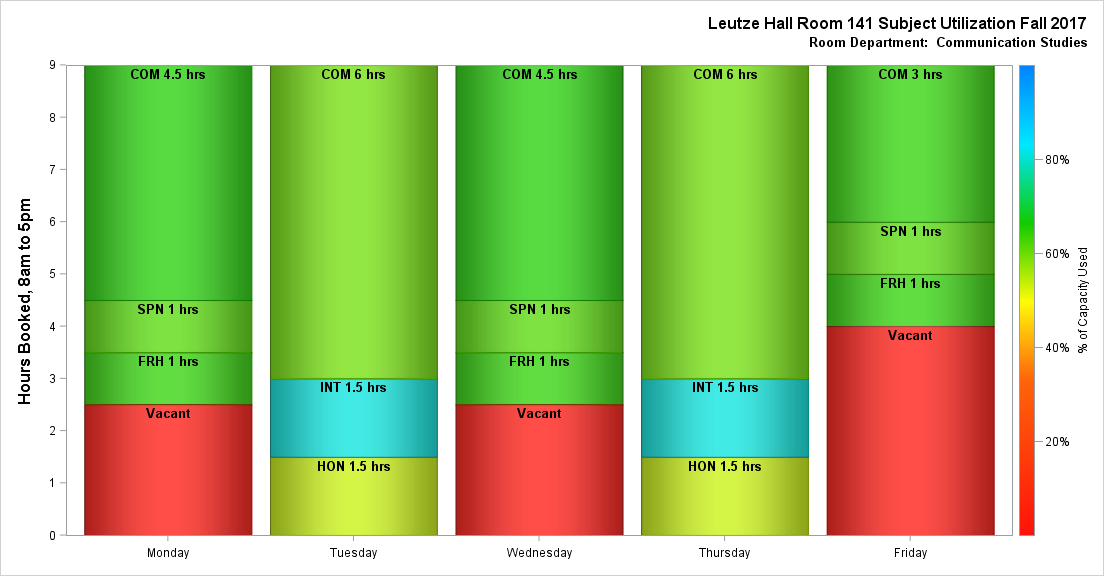 Leutze Hall Room 141 Subject Utilization Fall 2017
Room Department:  Communication Studies
Hours Booked, 8am to 5pm
9
8
7
6
5
4
3
2
1
0
COM 4.5 hrs
SPN 1 hrs
FRH 1 hrs
Vacant
COM 6 hrs
INT 1.5 hrs
HON 1.5 hrs
COM 4.5 hrs
SPN 1 hrs
FRH 1 hrs
Vacant
COM 6 hrs
INT 1.5 hrs
HON 1.5 hrs
COM 3 hrs
SPN 1 hrs
FRH 1 hrs
Vacant
Monday
Tuesday
Wednesday
Thursday
Friday
80%
60%
40%
20%
% of Capacity Used